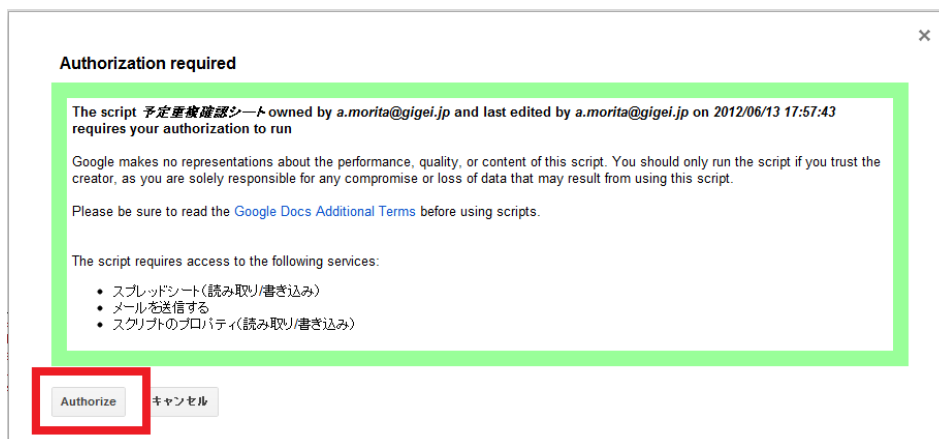 ×
Authorization required
The script 予定重複確認シート owned by a.morita@gigei.jp and last edited by a.morita@gigei.jp on 2012/06/13 17:57:43
requires your authorization to run
Google makes no representations about the performance, quality, or content of this script. You should only run the script if you trust the
creator, as you are solely responsible for any compromise or loss of data that may result from using this script.
Please be sure to read the Google Docs Additional Terms before using scripts.
The script requires access to the following services:
• スプレッドシート(読み取り/書き込み)
• メールを送信する
• スクリプトのプロパティ(読み取り/書き込み)
Authorize キャンセル